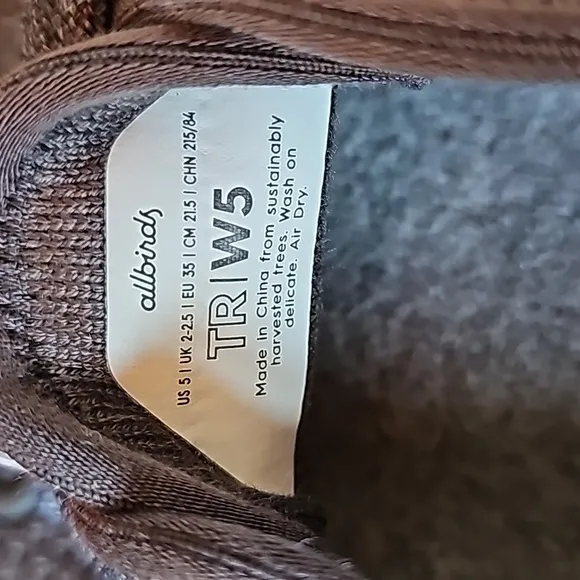 allbirds
US 5 | UK 2-2.5 | EU 35 | CM 21.5 | CHN 215/84
TR|W5
Made in China from sustainably
harvested trees. Wash on
delicate. Air Dry.